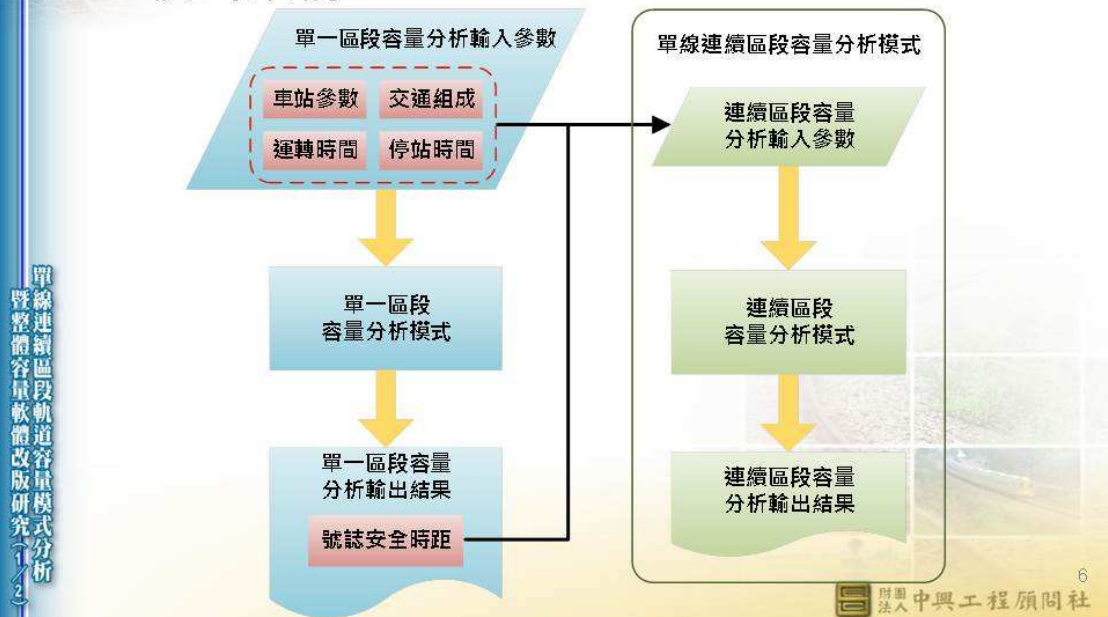 單一區段容量分析輸入參數
車站參數
交通組成
運轉時間
停站時間
單一區段
容量分析模式
單一區段容量
分析輸出結果
號誌安全時距
單線連續區段容量分析模式
連續區段容量
分析輸入參數
連續區段
容量分析模式
連續區段容量
分析輸出結果
單線連續區段軌道容量模式分析
暨整體容量軟體改版研究(1/2)
6
財團
法人
中興工程顧問社